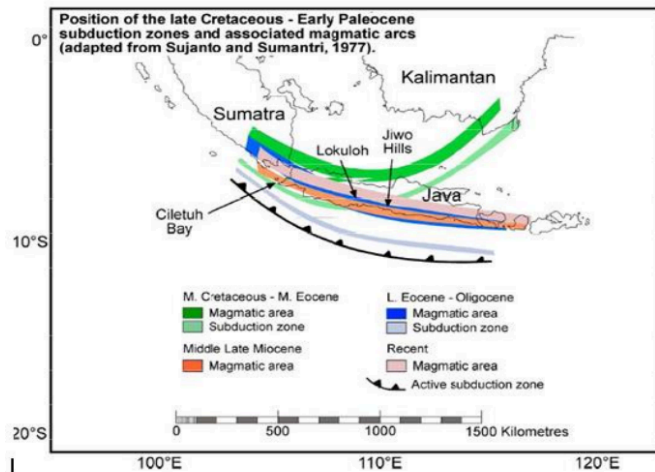 Position of the late Cretaceous - Early Paleocene
subduction zones and associated magmatic arcs
(adapted from Sujanto and Sumantri, 1977).
0°
Kalimantan
Sumatra
Jiwo
Hills
Lokuloh
Java
Ciletuh
Bay
10°S
M. Cretaceous - M. Eocene
Magmatic area
Subduction zone
L. Eocene - Oligocene
Magmatic area
Subduction zone
Middle Late Miocene
Magmatic area
Recent
Magmatic area
Active subduction zone
0 500 1000 1500 Kilometres
20°S
100°E 110°E 120°E